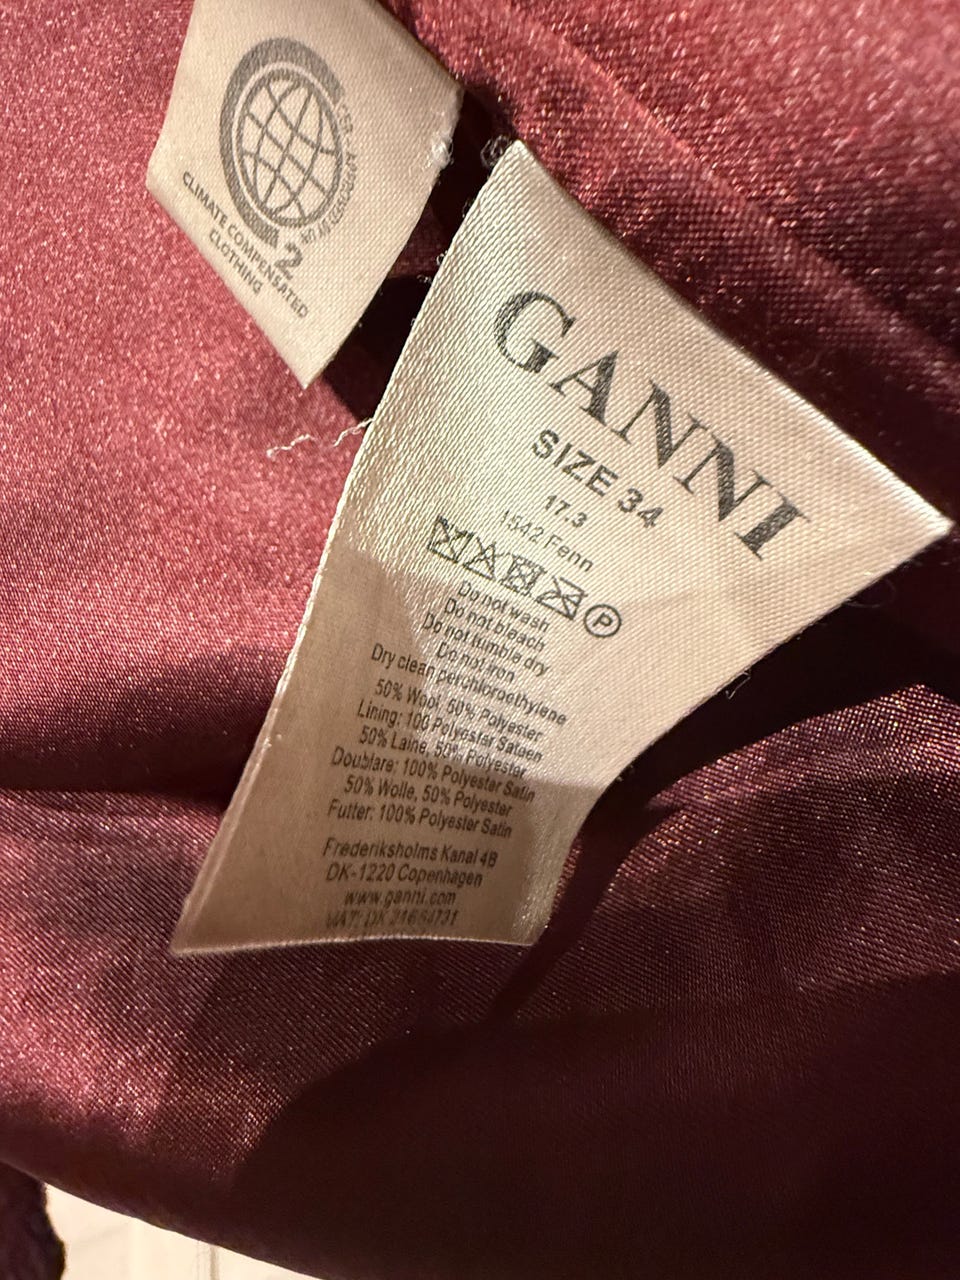 CLIMATE COMPENSATED
CLOTHING
GANNI
SIZE 34
17.3
1542 Fenn
P
Do not wash
Do not bleach
Do not tumble dry
Do not iron
Dry clean perchloroethylene
50% Wool, 50% Polyester
Lining: 100 Polyester Sataen
50% Laine, 50% Polyester
Doublare: 100% Polyester Satin
50% Wolle, 50% Polyester
Futter: 100% Polyester Satin
Frederiksholms Kanal 4B
DK-1220 Copenhagen
www.ganni.com
VAT: DK